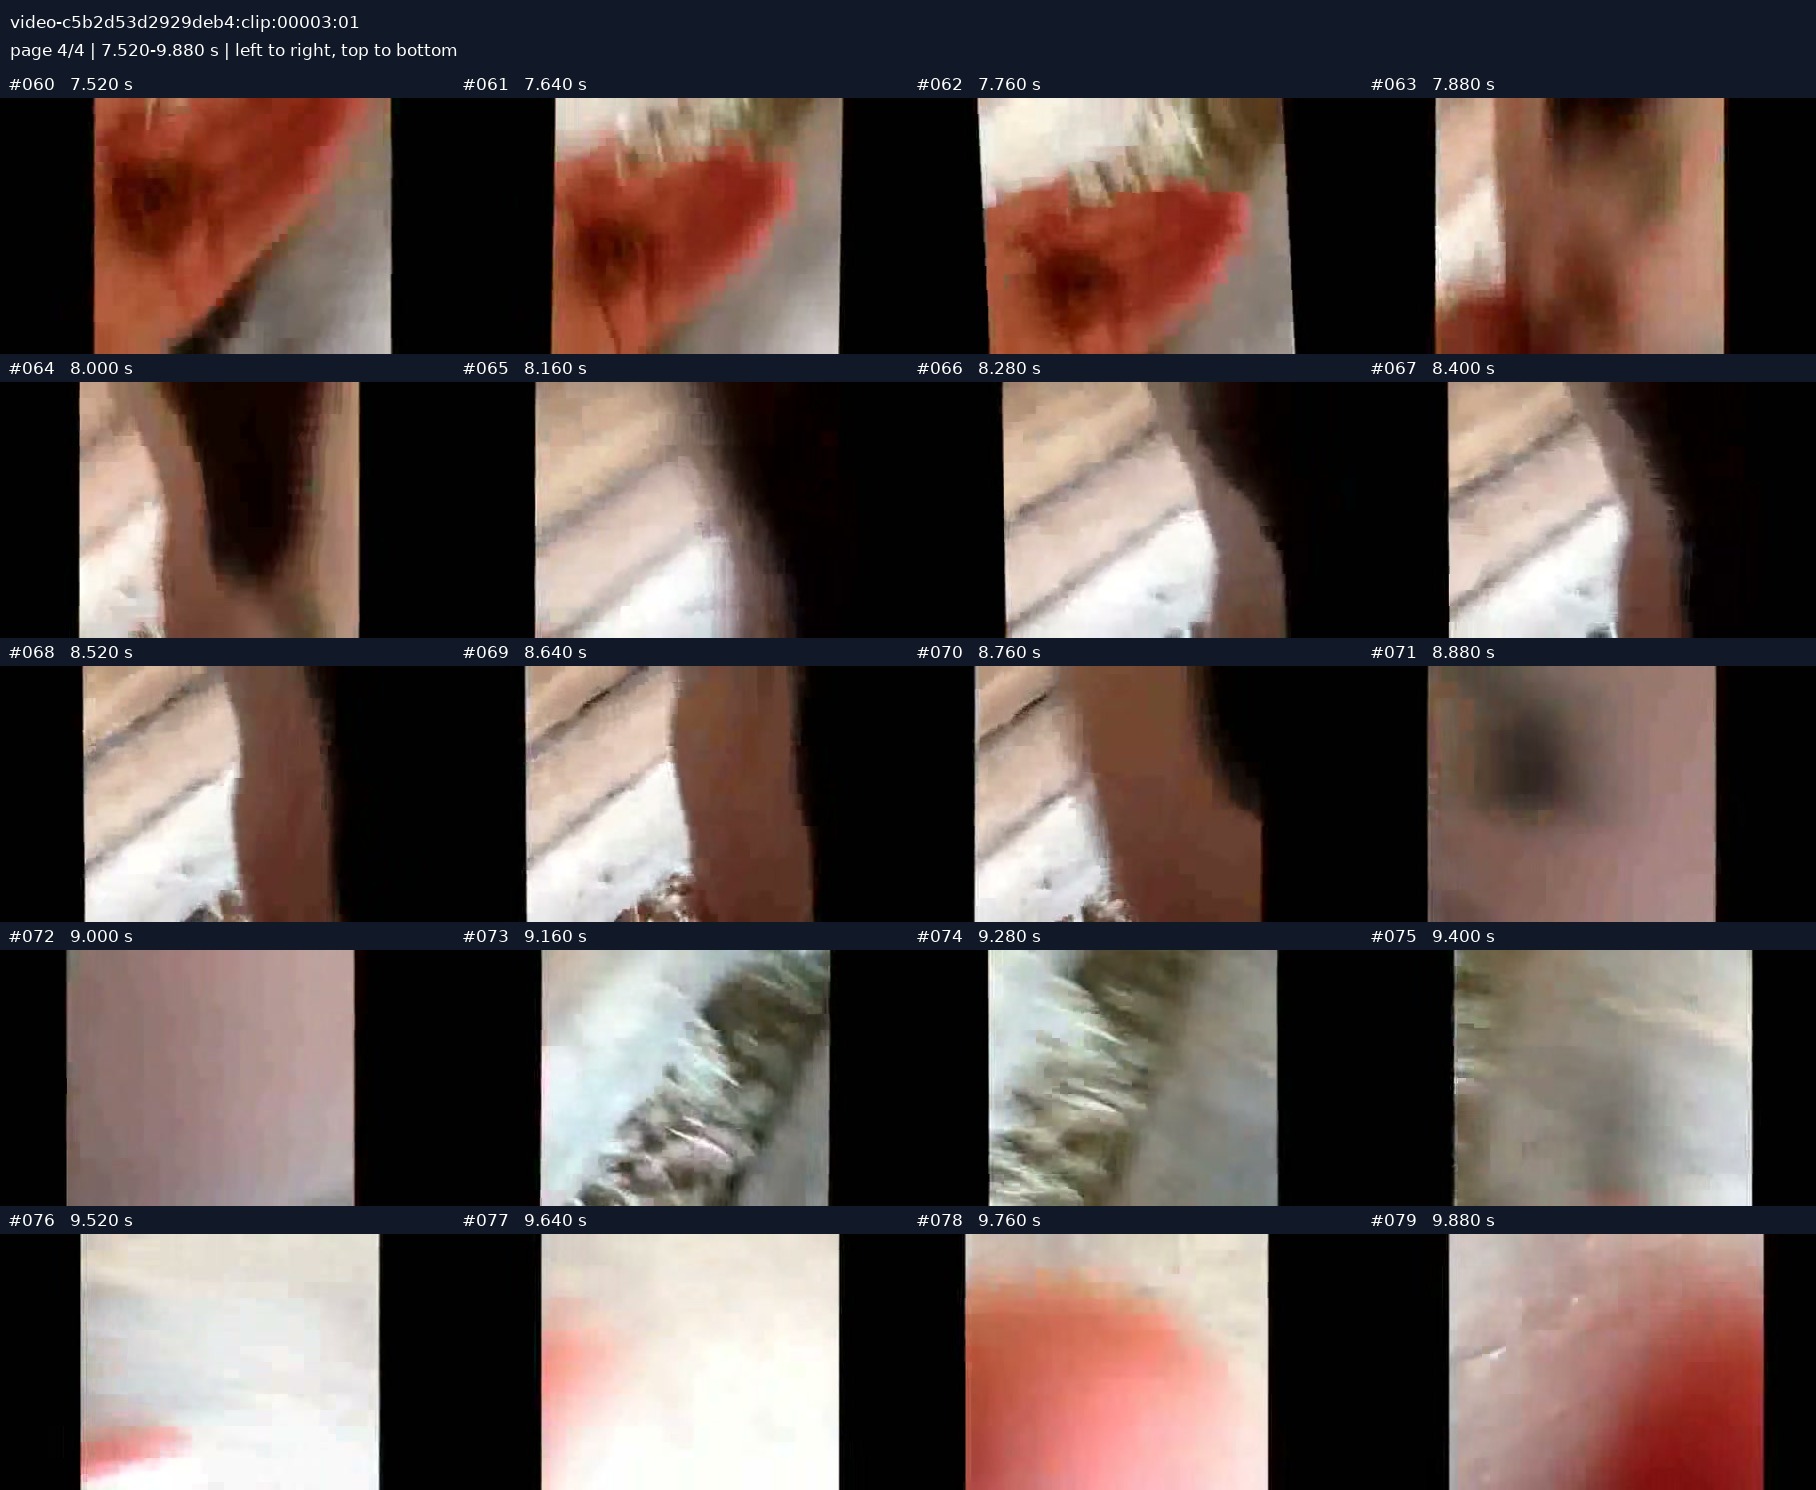 video-c5b2d53d2929deb4:clip:00003:01
page 4/4 | 7.520-9.880 s | left to right, top to bottom
#060 7.520 s
#061 7.640 s
#062 7.760 s
#063 7.880 s
#064 8.000 s
#065 8.160 s
#066 8.280 s
#067 8.400 s
#068 8.520 s
#069 8.640 s
#070 8.760 s
#071 8.880 s
#072 9.000 s
#073 9.160 s
#074 9.280 s
#075 9.400 s
#076 9.520 s
#077 9.640 s
#078 9.760 s
#079 9.880 s